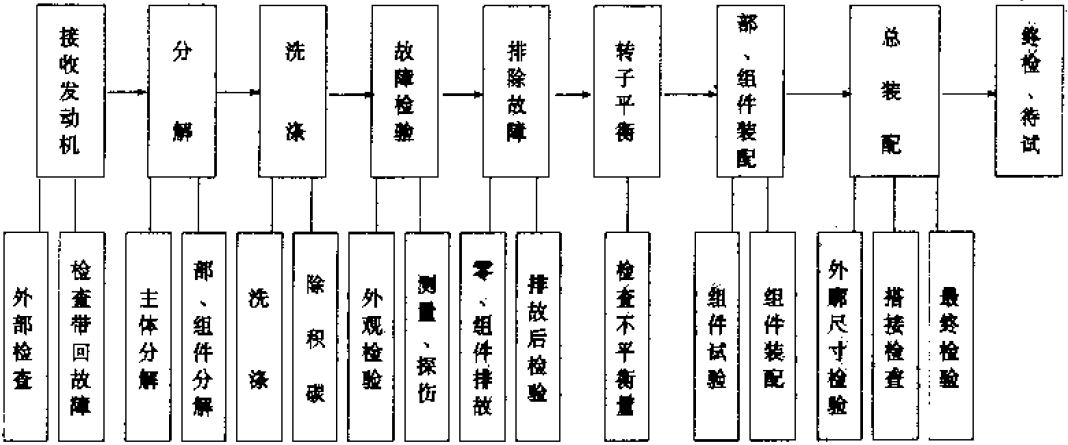 接收发动机
分解
洗涤
故障检验
排除故障
转子平衡
部、组件装配
总装配
终检、待试
外部检查
检查带回故障
主体分解
部、组件分解
洗涤
除积碳
外观检验
测量、探伤
零、组件排故
排故后检验
检查不平衡量
组件试验
组件装配
外廓尺寸检验
搭接检查
最终检验